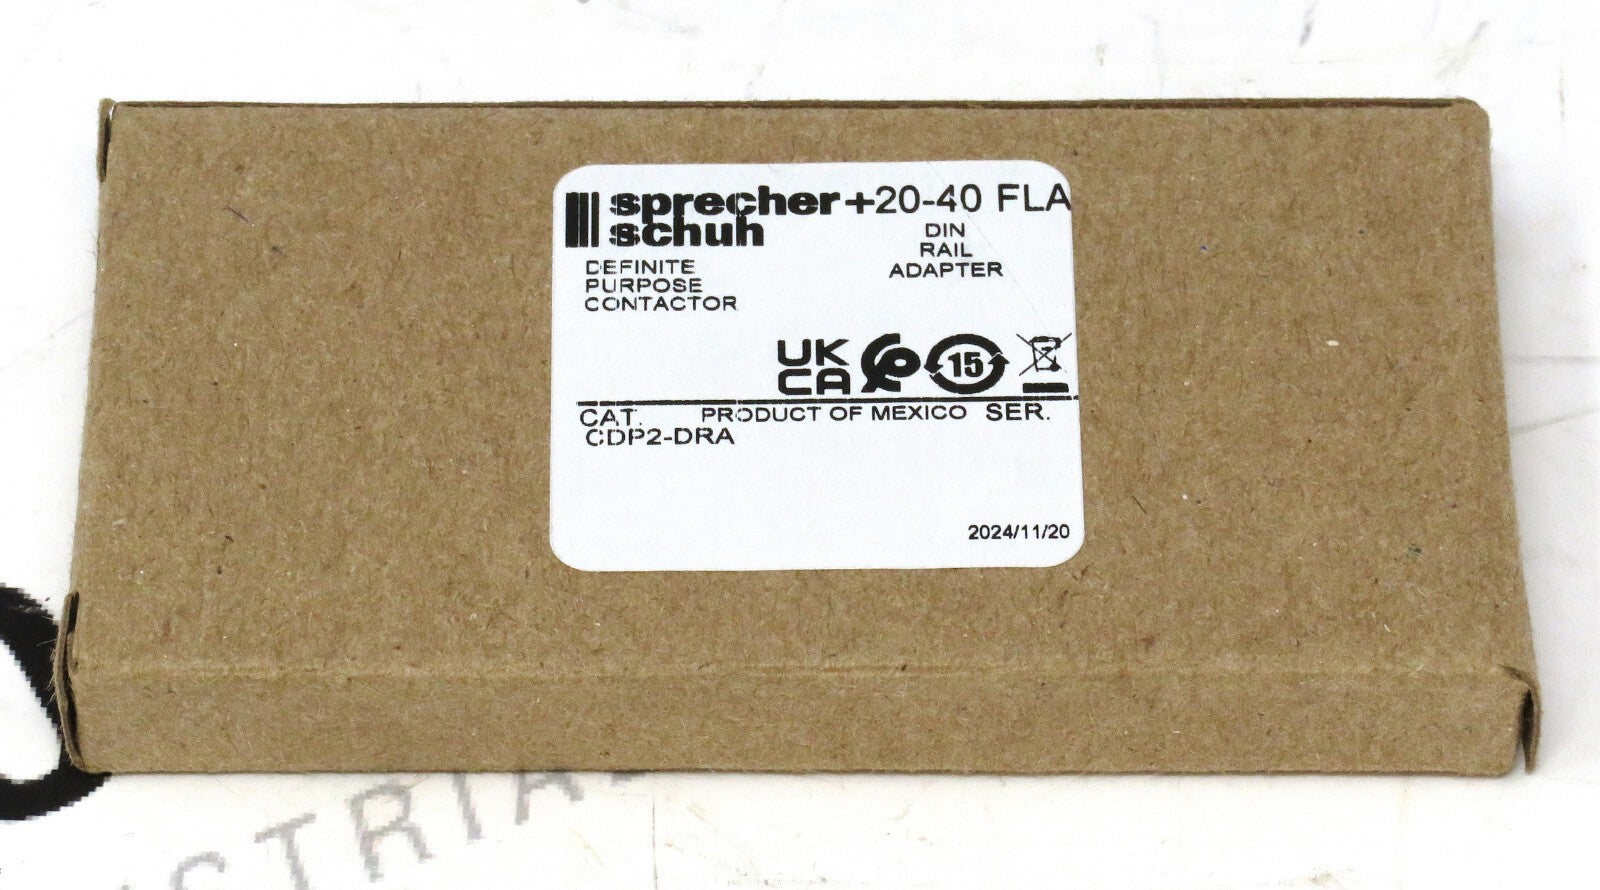 sprecher+ 20-40 FLA
schuh
DIN
RAIL
ADAPTER
DEFINITE
PURPOSE
CONTACTOR
UK
CA
15
CAT. PRODUCT OF MEXICO SER.
CDP2-DRA
2024/11/20